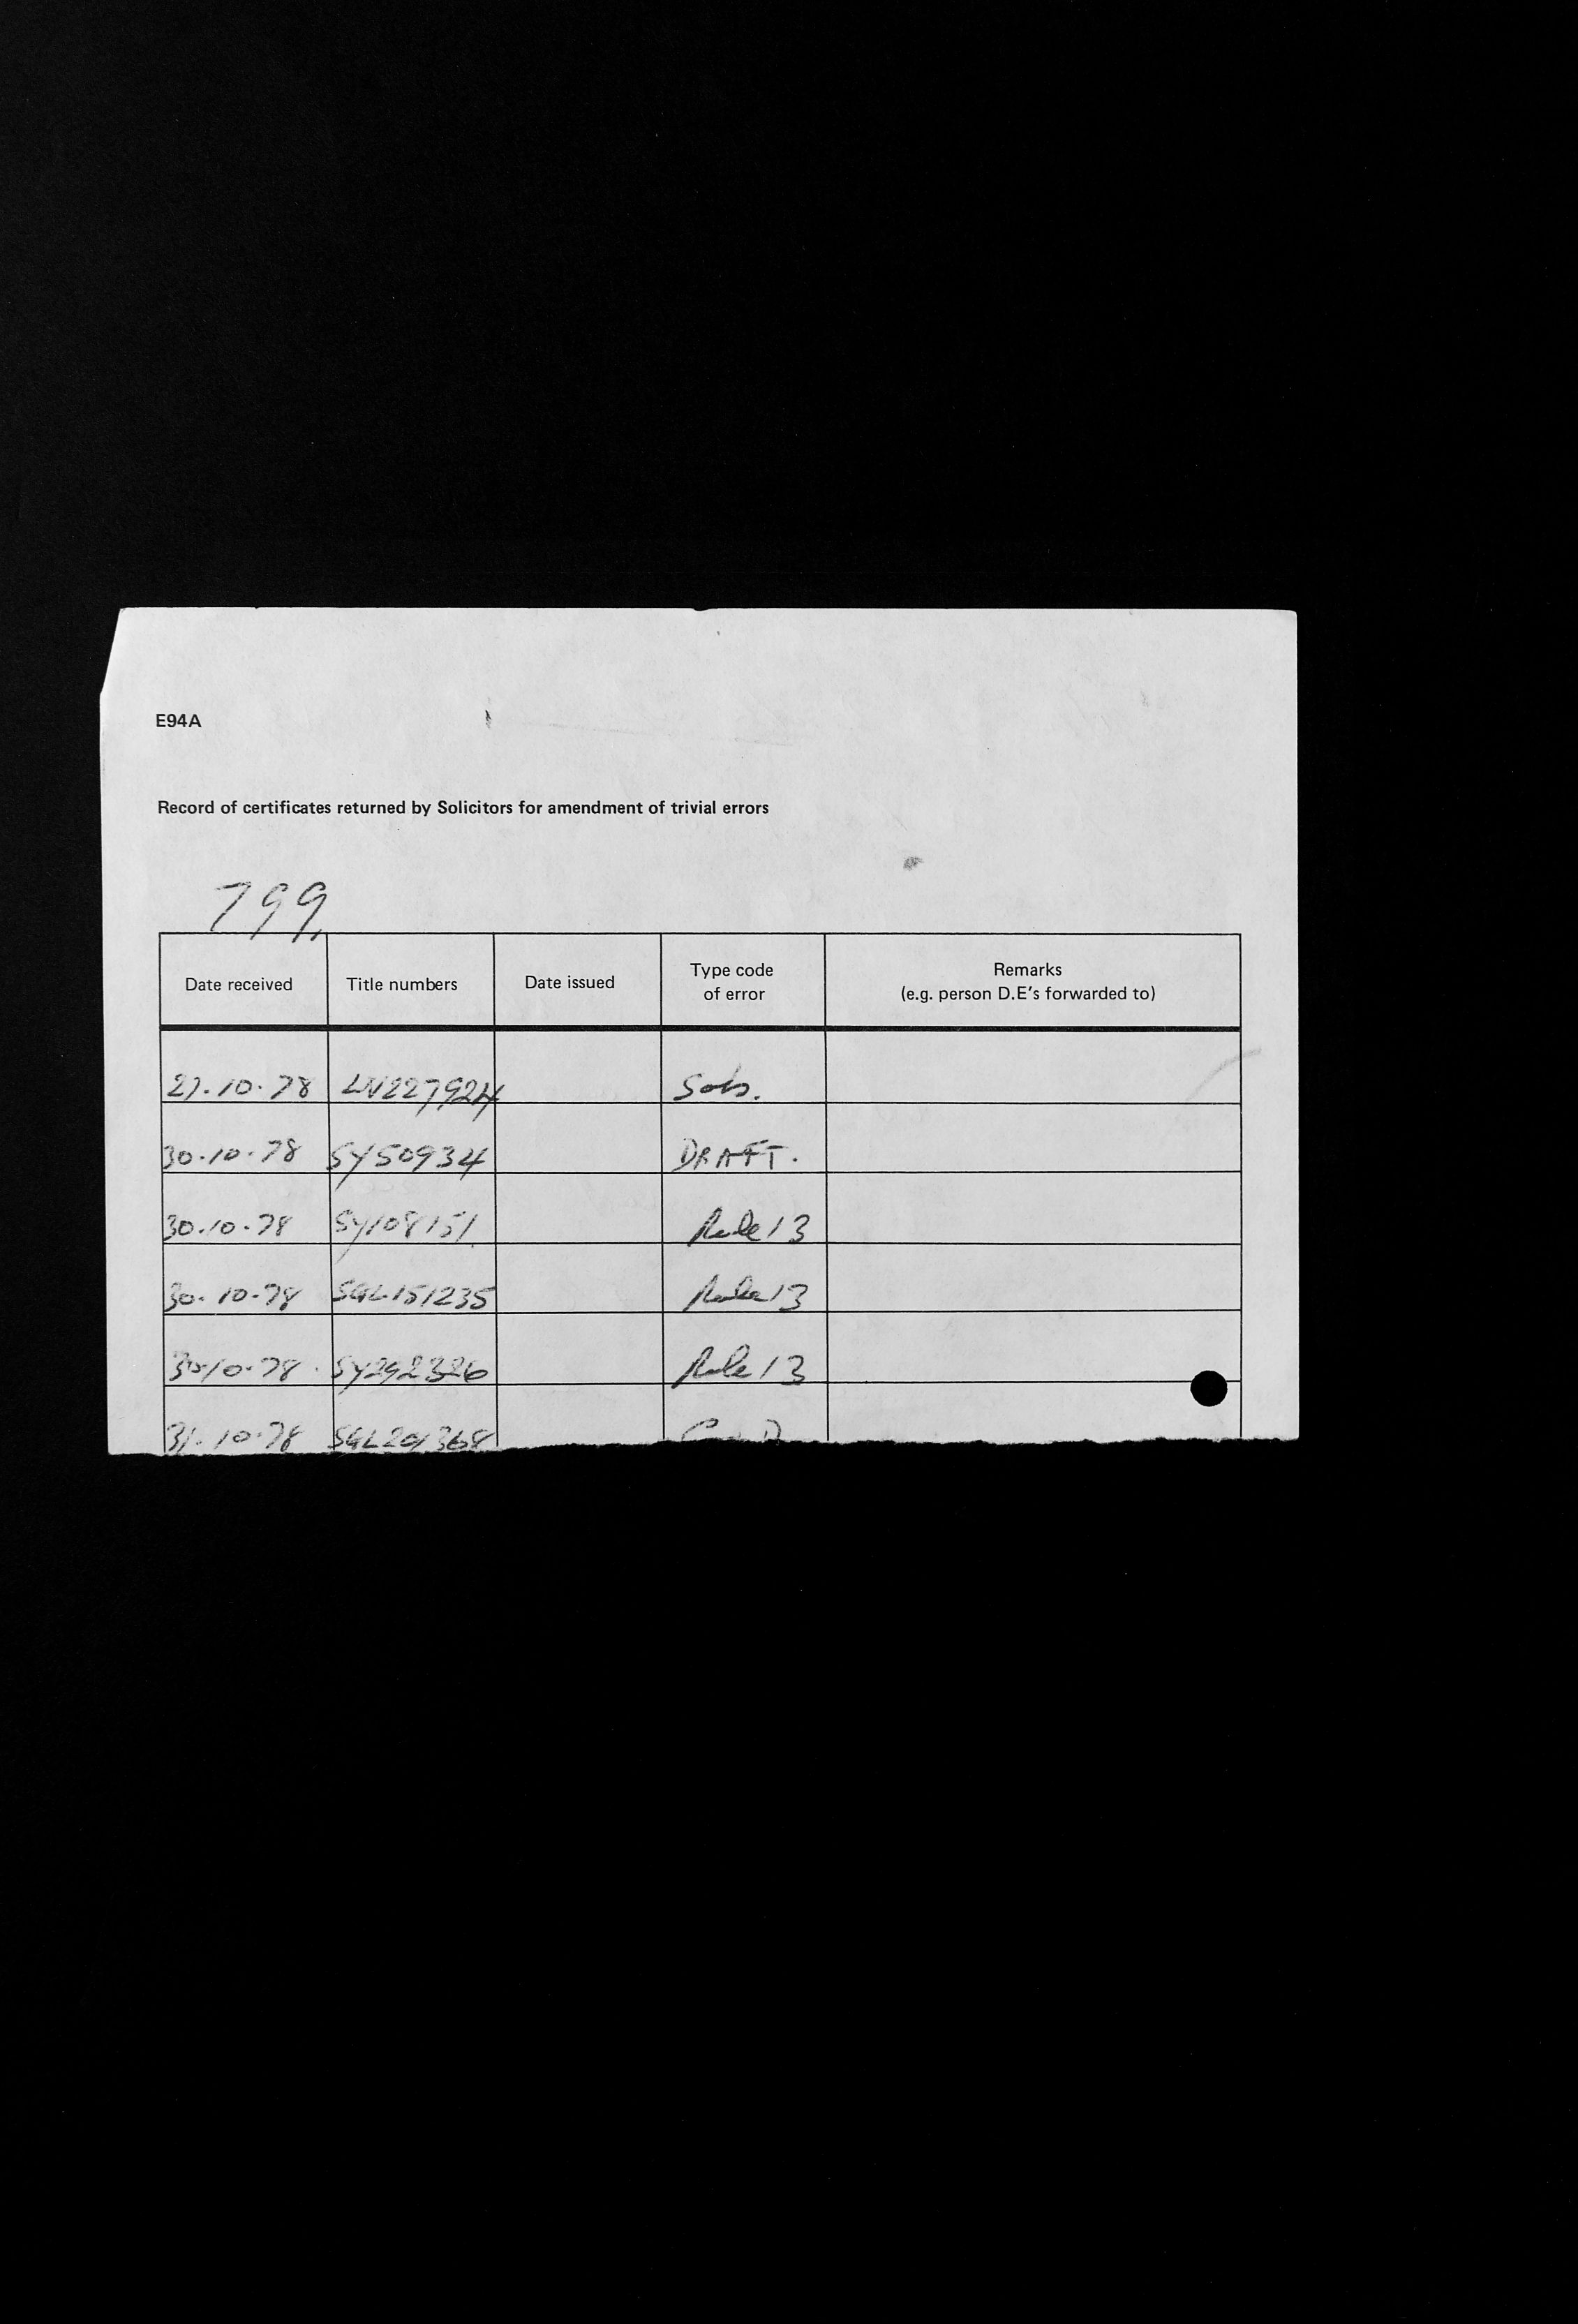 E94A
Record of certificates returned by Solicitors for amendment of trivial errors
799
Date received Title numbers Date issued Type code of error Remarks (e.g. person D.E's forwarded to)
27.10.78 LN227924 Sols.
30.10.78 SY50934 DRAFT.
30.10.78 SY108151 Rule 13
30.10.78 SGL151235 Rule 13
30.10.78 SY292326 Rule 13
31.10.78 SGL201368